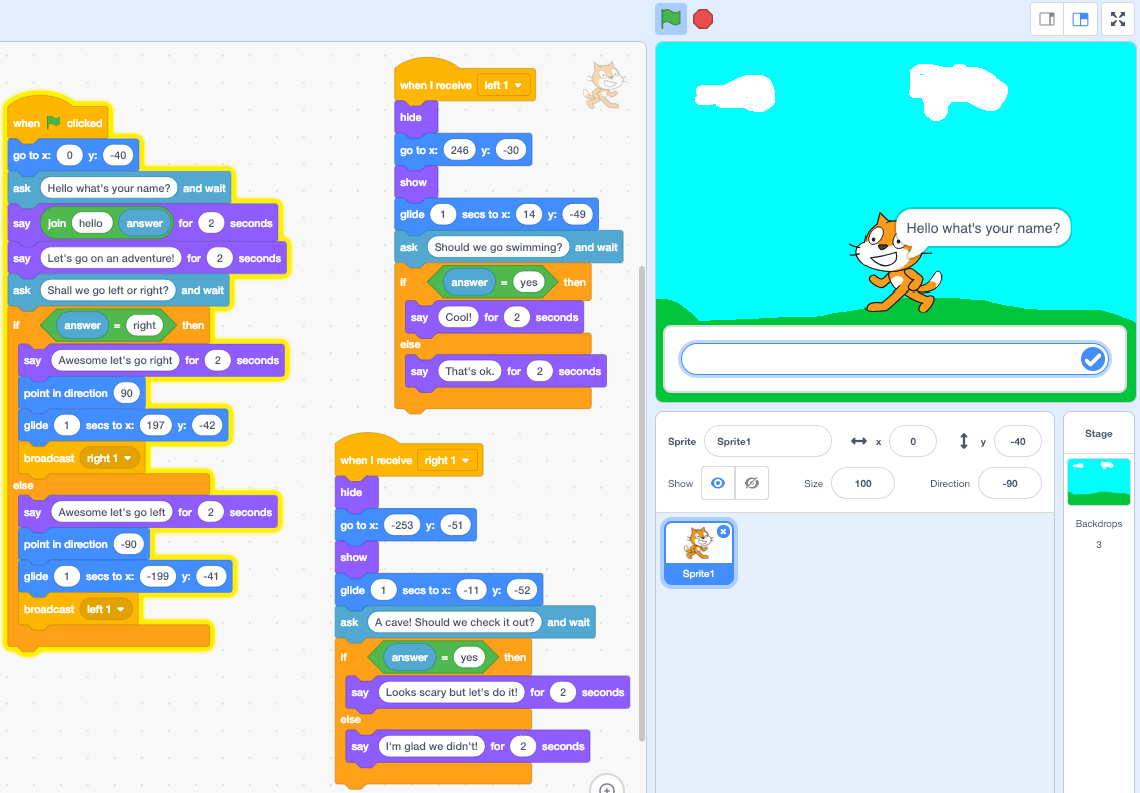 when clicked
go to x: 0 y: -40
ask Hello what's your name? and wait
say join hello answer for 2 seconds
say Let's go on an adventure! for 2 seconds
ask Shall we go left or right? and wait
if answer = right then
say Awesome let's go right for 2 seconds
point in direction 90
glide 1 secs to x: 197 y: -42
broadcast right 1
else
say Awesome let's go left for 2 seconds
point in direction -90
glide 1 secs to x: -199 y: -41
broadcast left 1
when I receive left 1
hide
go to x: 246 y: -30
show
glide 1 secs to x: 14 y: -49
ask Should we go swimming? and wait
if answer = yes then
say Cool! for 2 seconds
else
say That's ok. for 2 seconds
when I receive right 1
hide
go to x: -253 y: -51
show
glide 1 secs to x: -11 y: -52
ask A cave! Should we check it out? and wait
if answer = yes then
say Looks scary but let's do it! for 2 seconds
else
say I'm glad we didn't! for 2 seconds
Hello what's your name?
Sprite Sprite1 x 0 y -40
Show Size 100 Direction -90
Sprite1
Stage
Backdrops
3